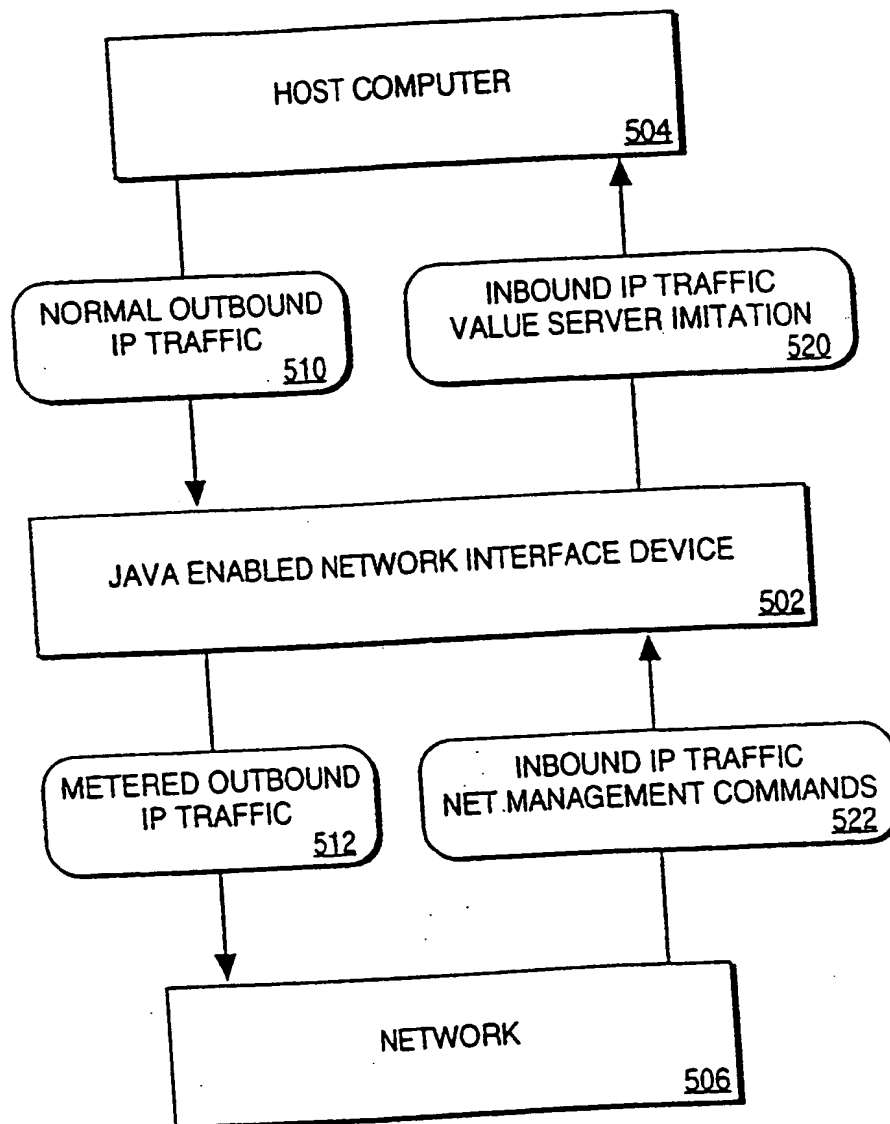 HOST COMPUTER
504
NORMAL OUTBOUND
IP TRAFFIC
510
INBOUND IP TRAFFIC
VALUE SERVER IMITATION
520
JAVA ENABLED NETWORK INTERFACE DEVICE
502
METERED OUTBOUND
IP TRAFFIC
512
INBOUND IP TRAFFIC
NET.MANAGEMENT COMMANDS
522
NETWORK
506